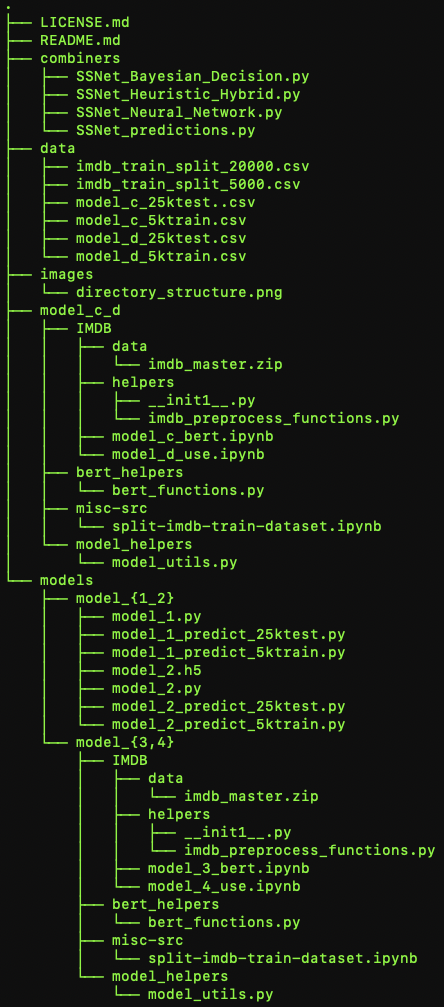 .
├── LICENSE.md
├── README.md
├── combiners
│   ├── SSNet_Bayesian_Decision.py
│   ├── SSNet_Heuristic_Hybrid.py
│   ├── SSNet_Neural_Network.py
│   └── SSNet_predictions.py
├── data
│   ├── imdb_train_split_20000.csv
│   ├── imdb_train_split_5000.csv
│   ├── model_c_25ktest..csv
│   ├── model_c_5ktrain.csv
│   ├── model_d_25ktest.csv
│   └── model_d_5ktrain.csv
├── images
│   └── directory_structure.png
├── model_c_d
│   ├── IMDB
│   │   ├── data
│   │   │   └── imdb_master.zip
│   │   ├── helpers
│   │   │   ├── __init1__.py
│   │   │   └── imdb_preprocess_functions.py
│   │   ├── model_c_bert.ipynb
│   │   └── model_d_use.ipynb
│   ├── bert_helpers
│   │   └── bert_functions.py
│   ├── misc-src
│   │   └── split-imdb-train-dataset.ipynb
│   └── model_helpers
│       └── model_utils.py
└── models
    ├── model_{1_2}
    │   ├── model_1.py
    │   ├── model_1_predict_25ktest.py
    │   ├── model_1_predict_5ktrain.py
    │   ├── model_2.h5
    │   ├── model_2.py
    │   ├── model_2_predict_25ktest.py
    │   └── model_2_predict_5ktrain.py
    └── model_{3,4}
        ├── IMDB
        │   ├── data
        │   │   └── imdb_master.zip
        │   ├── helpers
        │   │   ├── __init1__.py
        │   │   └── imdb_preprocess_functions.py
        │   ├── model_3_bert.ipynb
        │   └── model_4_use.ipynb
        ├── bert_helpers
        │   └── bert_functions.py
        ├── misc-src
        │   └── split-imdb-train-dataset.ipynb
        └── model_helpers
            └── model_utils.py